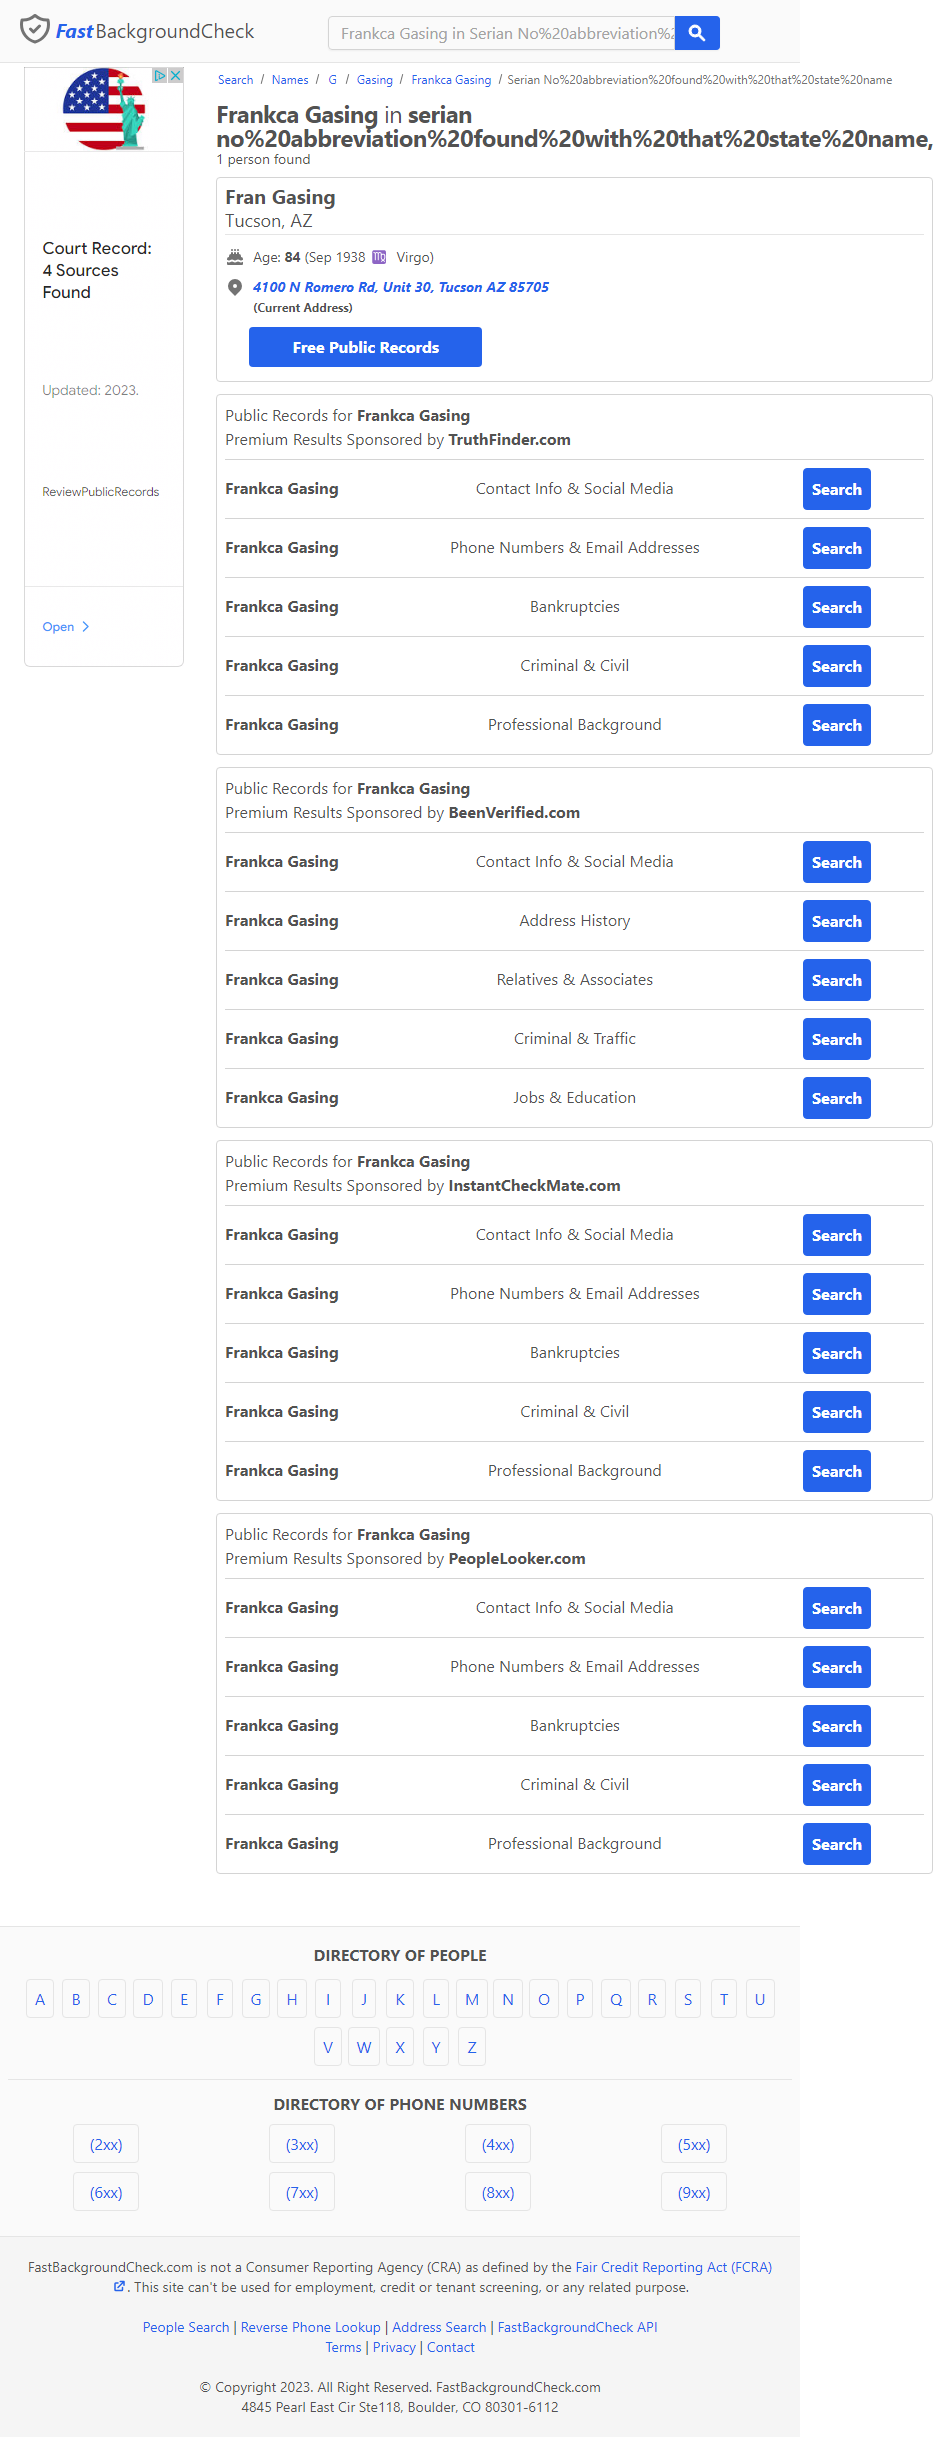 FastBackgroundCheck
Frankca Gasing in Serian No%20abbreviation%2
Court Record:
4 Sources
Found
Updated: 2023.
ReviewPublicRecords
Open
Search / Names / G / Gasing / Frankca Gasing / Serian No%20abbreviation%20found%20with%20that%20state%20name
Frankca Gasing in serian
no%20abbreviation%20found%20with%20that%20state%20name,
1 person found
Fran Gasing
Tucson, AZ
Age: 84 (Sep 1938 ♍ Virgo)
4100 N Romero Rd, Unit 30, Tucson AZ 85705
(Current Address)
Free Public Records
Public Records for Frankca Gasing
Premium Results Sponsored by TruthFinder.com
Frankca Gasing Contact Info & Social Media Search
Frankca Gasing Phone Numbers & Email Addresses Search
Frankca Gasing Bankruptcies Search
Frankca Gasing Criminal & Civil Search
Frankca Gasing Professional Background Search
Public Records for Frankca Gasing
Premium Results Sponsored by BeenVerified.com
Frankca Gasing Contact Info & Social Media Search
Frankca Gasing Address History Search
Frankca Gasing Relatives & Associates Search
Frankca Gasing Criminal & Traffic Search
Frankca Gasing Jobs & Education Search
Public Records for Frankca Gasing
Premium Results Sponsored by InstantCheckMate.com
Frankca Gasing Contact Info & Social Media Search
Frankca Gasing Phone Numbers & Email Addresses Search
Frankca Gasing Bankruptcies Search
Frankca Gasing Criminal & Civil Search
Frankca Gasing Professional Background Search
Public Records for Frankca Gasing
Premium Results Sponsored by PeopleLooker.com
Frankca Gasing Contact Info & Social Media Search
Frankca Gasing Phone Numbers & Email Addresses Search
Frankca Gasing Bankruptcies Search
Frankca Gasing Criminal & Civil Search
Frankca Gasing Professional Background Search
DIRECTORY OF PEOPLE
A B C D E F G H I J K L M N O P Q R S T U
V W X Y Z
DIRECTORY OF PHONE NUMBERS
(2xx) (3xx) (4xx) (5xx)
(6xx) (7xx) (8xx) (9xx)
FastBackgroundCheck.com is not a Consumer Reporting Agency (CRA) as defined by the Fair Credit Reporting Act (FCRA)
. This site can't be used for employment, credit or tenant screening, or any related purpose.
People Search | Reverse Phone Lookup | Address Search | FastBackgroundCheck API
Terms | Privacy | Contact
© Copyright 2023. All Right Reserved. FastBackgroundCheck.com
4845 Pearl East Cir Ste118, Boulder, CO 80301-6112